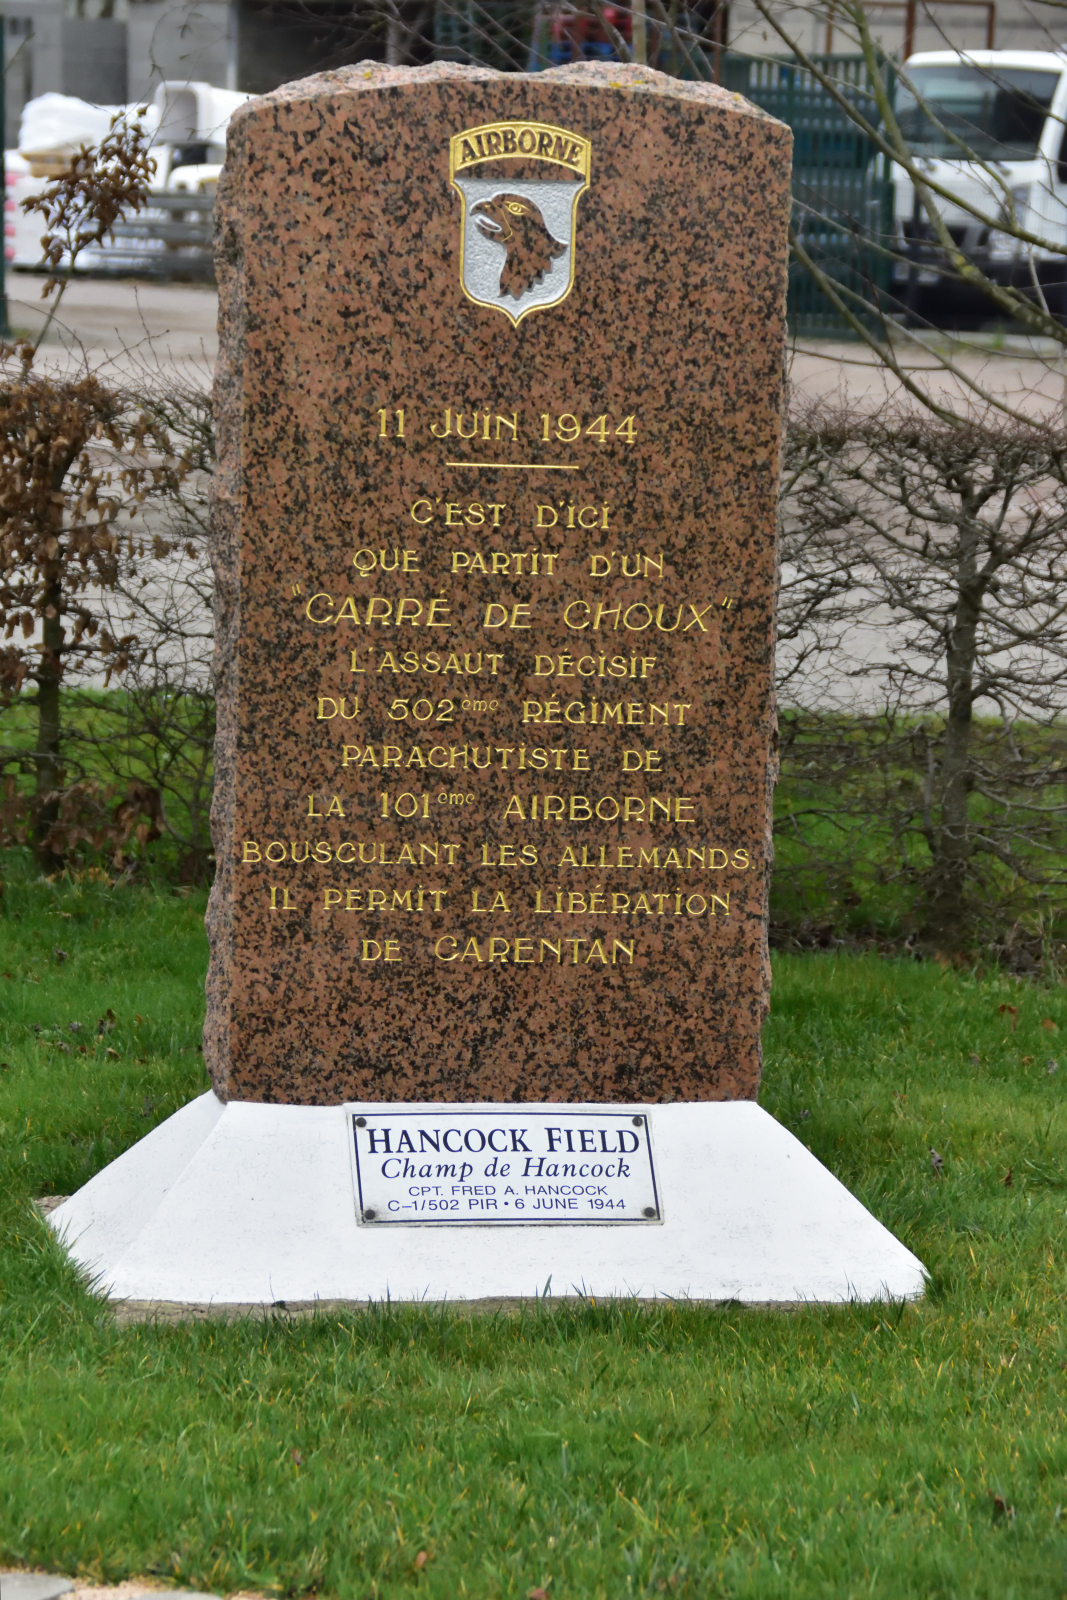 AIRBORNE
11 JUIN 1944
C'EST D'ICI
QUE PARTIT D'UN
"CARRÉ DE CHOUX"
L'ASSAUT DÉCISIF
DU 502ème RÉGIMENT
PARACHUTISTE DE
LA 101ème AIRBORNE
BOUSCULANT LES ALLEMANDS.
IL PERMIT LA LIBÉRATION
DE CARENTAN
HANCOCK FIELD
Champ de Hancock
CPT. FRED A. HANCOCK
C-1/502 PIR • 6 JUNE 1944